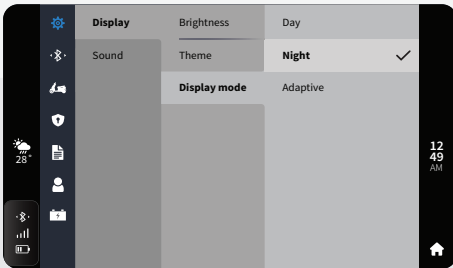 Display
Sound
Brightness
Theme
Display mode
Day
Night
Adaptive
28°
12
49
AM